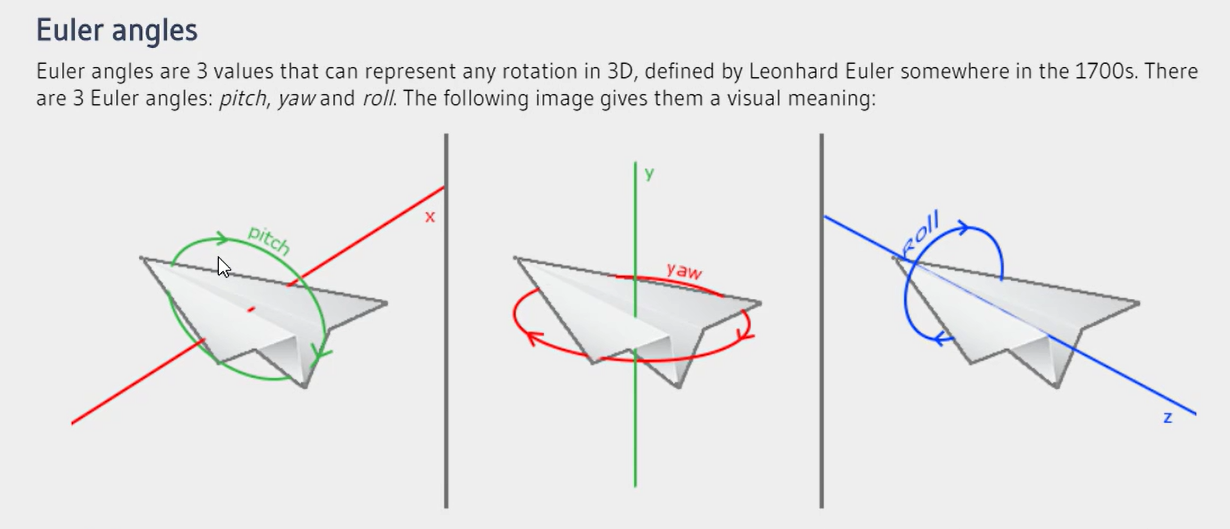 Euler angles
Euler angles are 3 values that can represent any rotation in 3D, defined by Leonhard Euler somewhere in the 1700s. There
are 3 Euler angles: pitch, yaw and roll. The following image gives them a visual meaning:
pitch
x
y
yaw
Roll
z